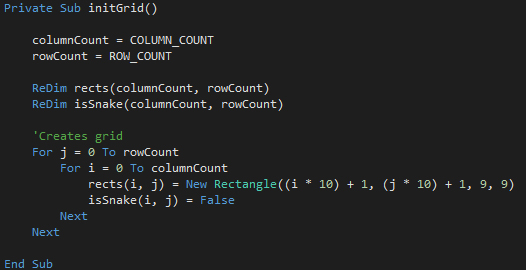 Private Sub initGrid()
columnCount = COLUMN_COUNT
rowCount = ROW_COUNT
ReDim rects(columnCount, rowCount)
ReDim isSnake(columnCount, rowCount)
'Creates grid
For j = 0 To rowCount
For i = 0 To columnCount
rects(i, j) = New Rectangle((i * 10) + 1, (j * 10) + 1, 9, 9)
isSnake(i, j) = False
Next
Next
End Sub